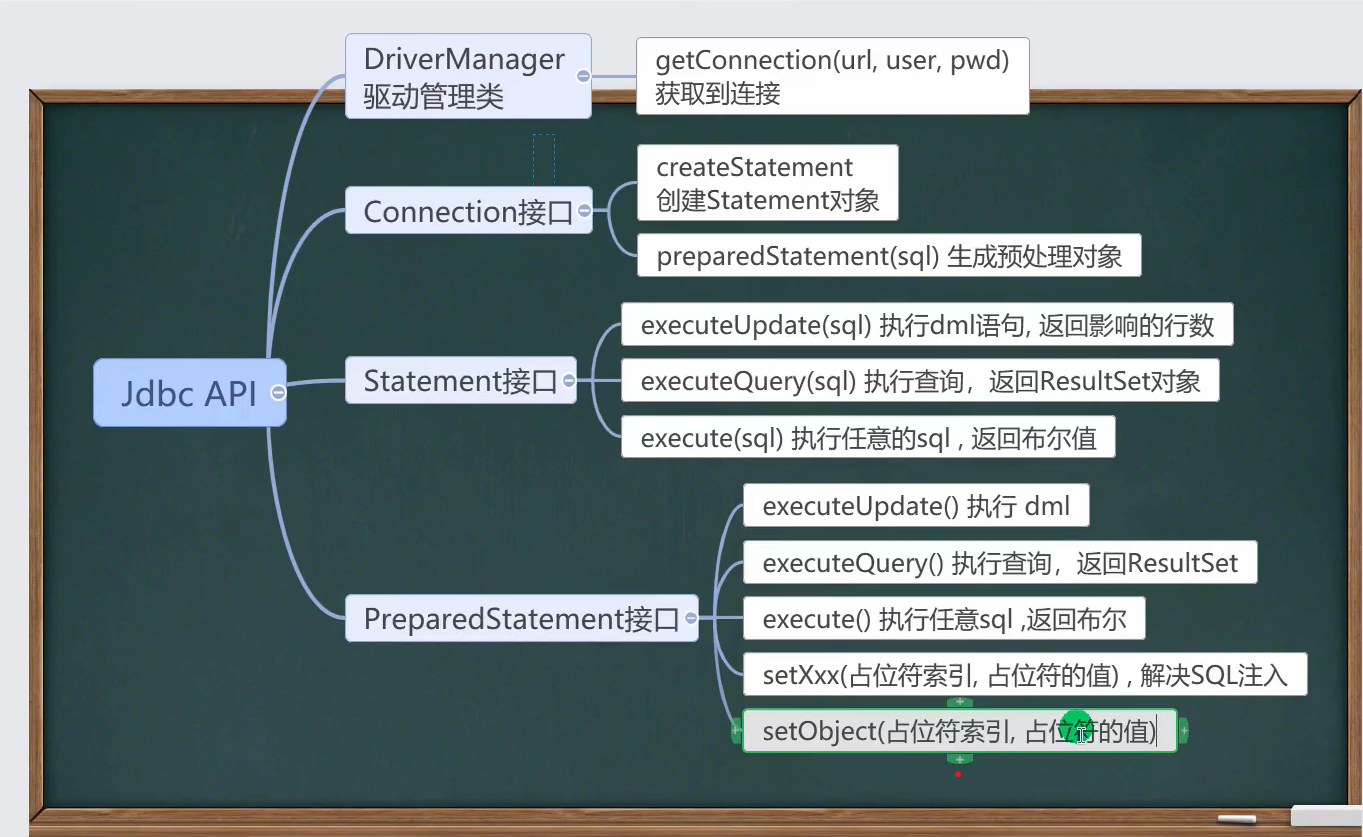 DriverManager
驱动管理类
getConnection(url, user, pwd)
获取到连接
Connection接口
createStatement
创建Statement对象
preparedStatement(sql) 生成预处理对象
Jdbc API
Statement接口
executeUpdate(sql) 执行dml语句, 返回影响的行数
executeQuery(sql) 执行查询，返回ResultSet对象
execute(sql) 执行任意的sql , 返回布尔值
PreparedStatement接口
executeUpdate() 执行 dml
executeQuery() 执行查询，返回ResultSet
execute() 执行任意sql ,返回布尔
setXxx(占位符索引, 占位符的值) , 解决SQL注入
setObject(占位符索引, 占位符的值)